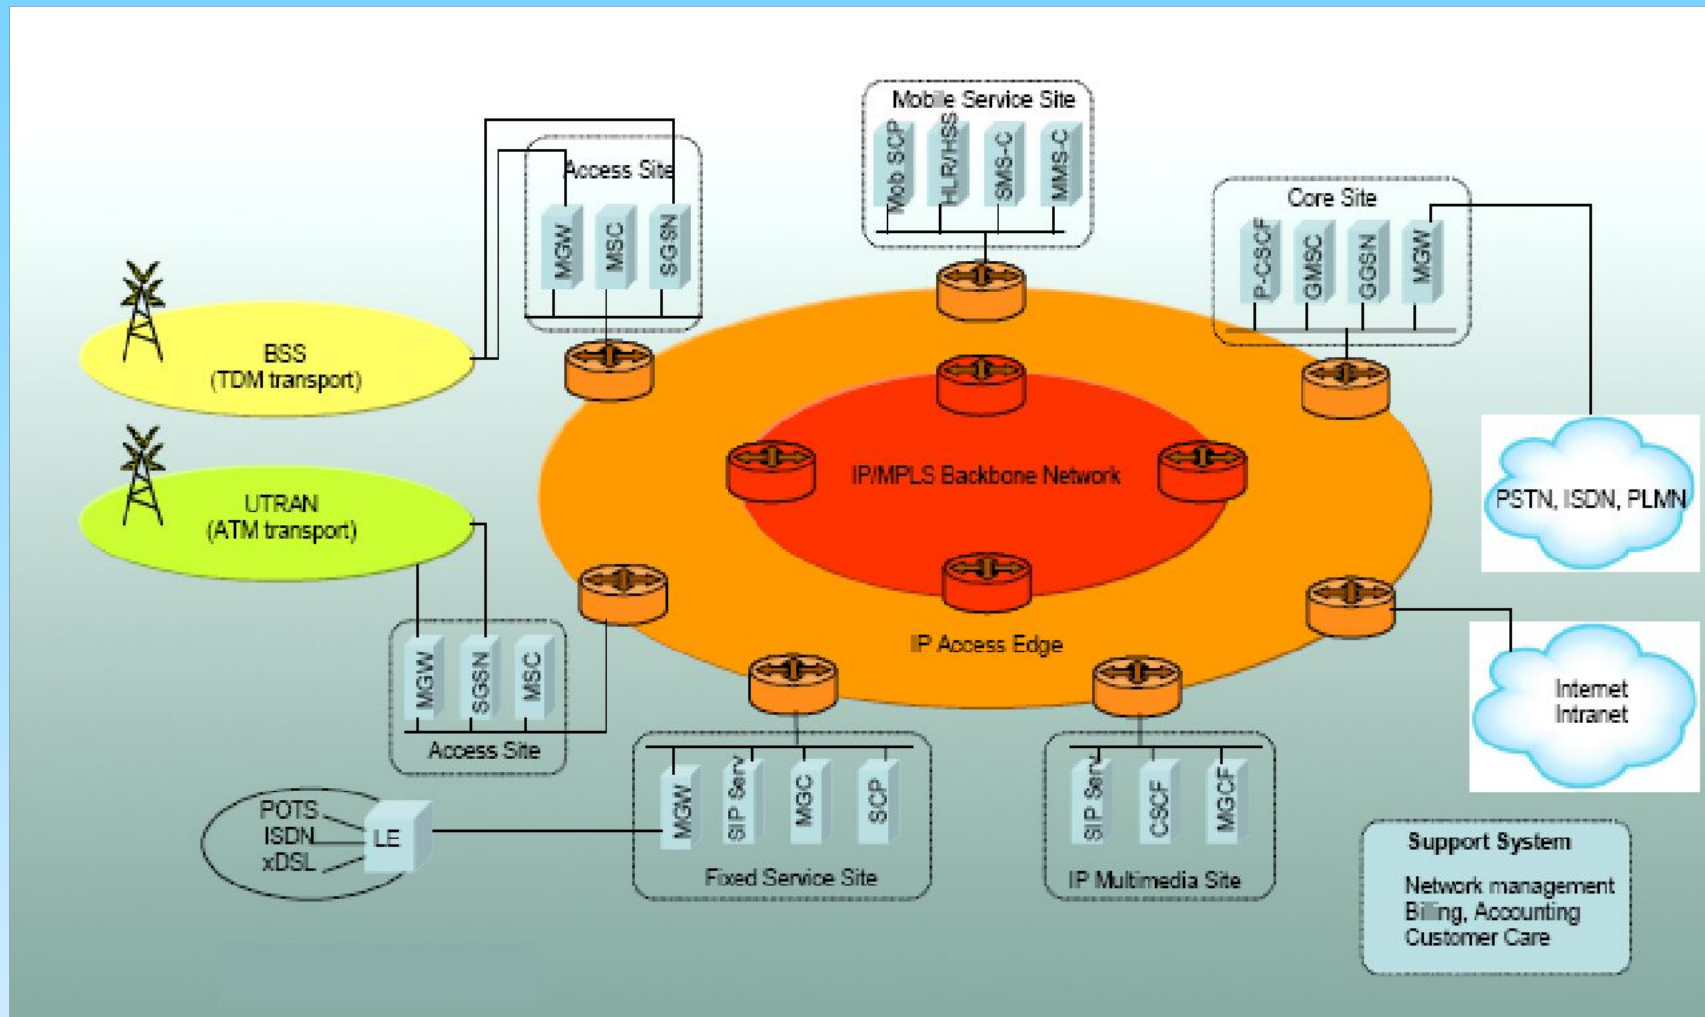 Mobile Service Site
Mob SCP
HLR/HSS
SMS-C
MMS-C
Access Site
MGW
MSC
SGSN
Core Site
P-CSCF
GMSC
GGSN
MGW
BSS
(TDM transport)
UTRAN
(ATM transport)
IP/MPLS Backbone Network
IP Access Edge
PSTN, ISDN, PLMN
Internet
Intranet
MGW
SGSN
MSC
Access Site
POTS
ISDN
xDSL
LE
MGW
SIP Serv
MGC
SCP
Fixed Service Site
SIP Serv
CSCF
MGCF
IP Multimedia Site
Support System
Network management
Billing, Accounting
Customer Care